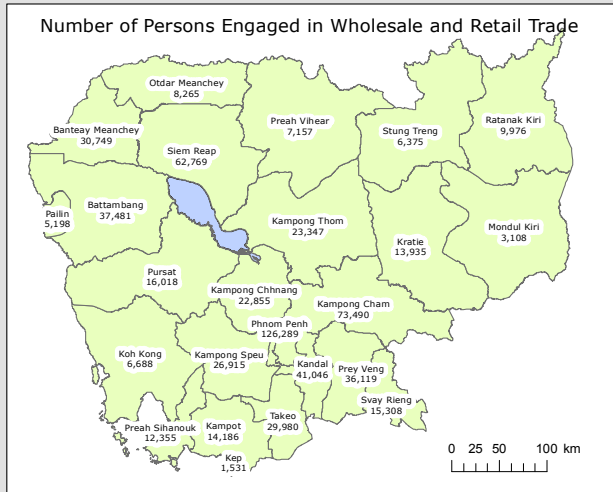 Number of Persons Engaged in Wholesale and Retail Trade
Otdar Meanchey
8,265
Preah Vihear
7,157
Stung Treng
6,375
Ratanak Kiri
9,976
Banteay Meanchey
30,749
Siem Reap
62,769
Battambang
37,481
Pailin
5,198
Kampong Thom
23,347
Kratie
13,935
Mondul Kiri
3,108
Pursat
16,018
Kampong Chhnang
22,855
Kampong Cham
73,490
Phnom Penh
126,289
Koh Kong
6,688
Kampong Speu
26,915
Kandal
41,046
Prey Veng
36,119
Svay Rieng
15,308
Preah Sihanouk
12,355
Kampot
14,186
Takeo
29,980
Kep
1,531
0 25 50 100 km